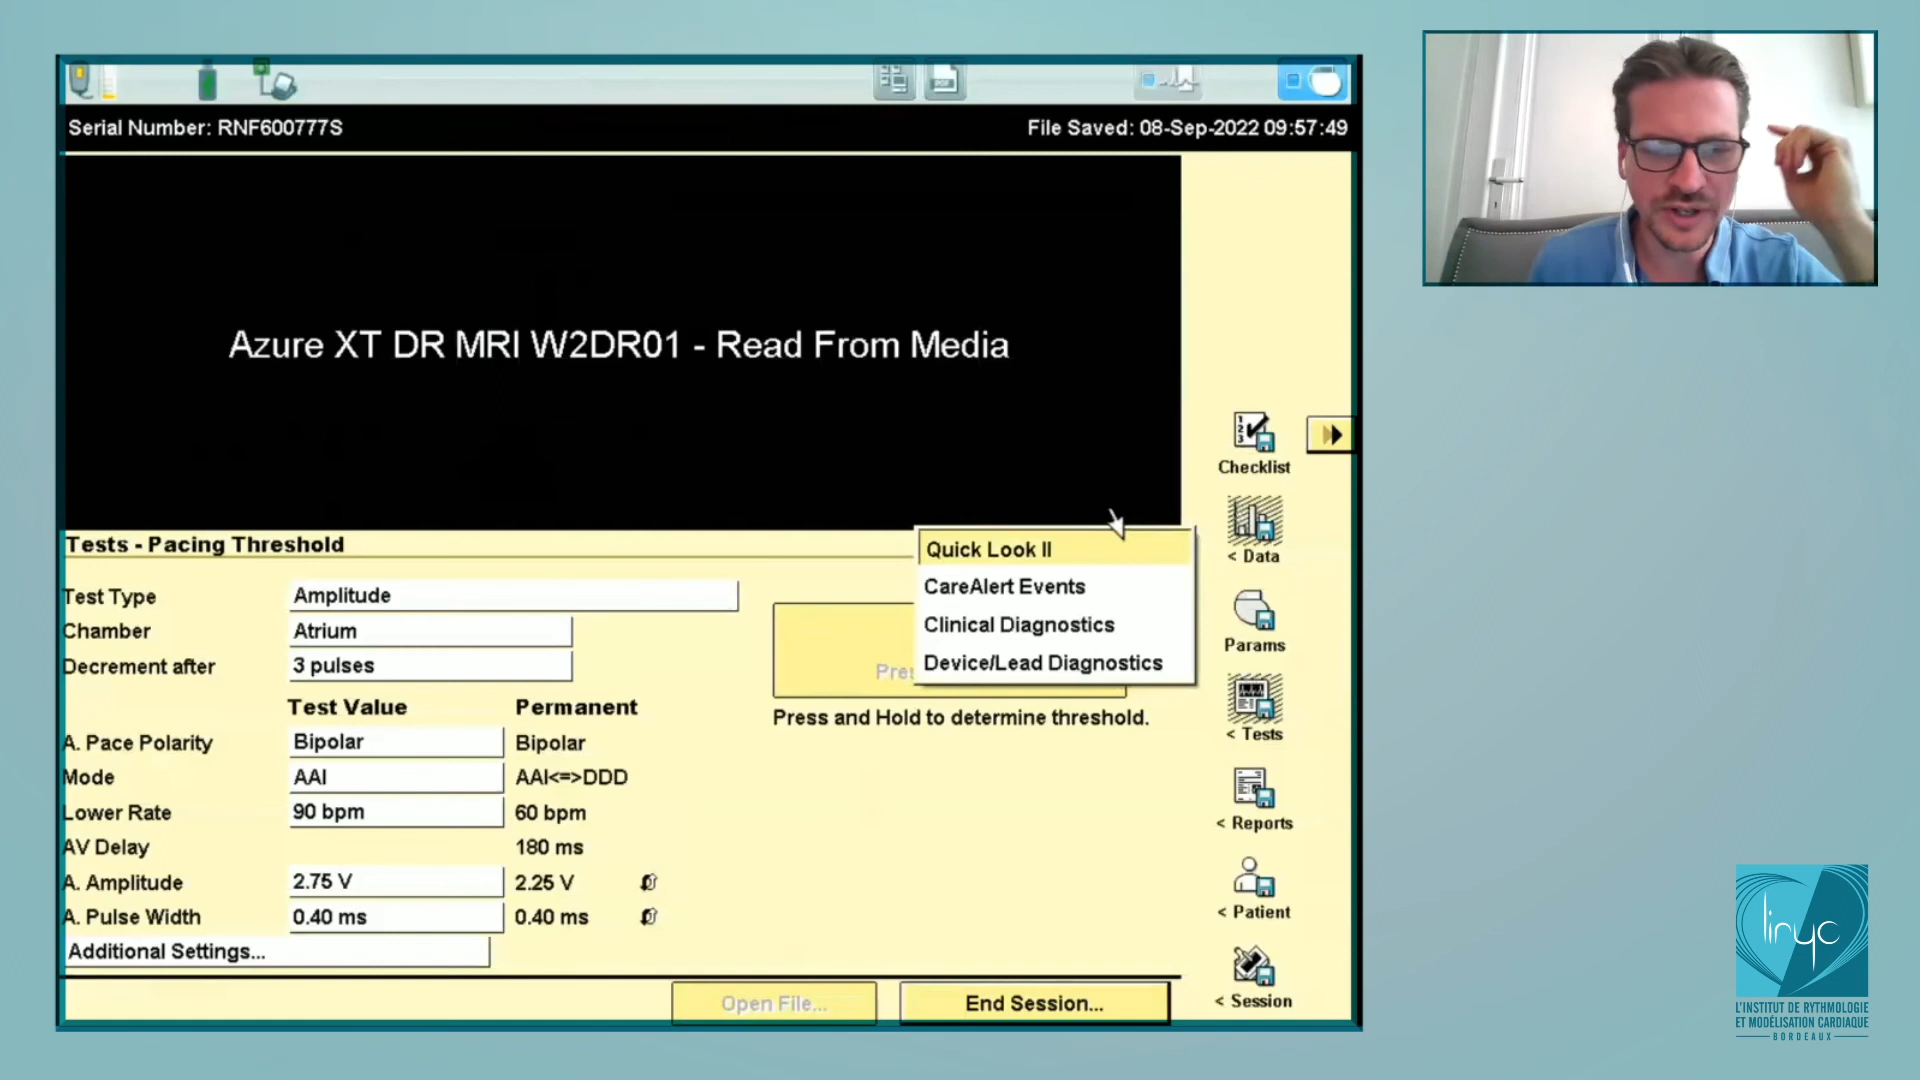 Serial Number: RNF600777S
File Saved: 08-Sep-2022 09:57:49
Azure XT DR MRI W2DR01 - Read From Media
Checklist
< Data
Params
< Tests
< Reports
< Patient
< Session
Tests - Pacing Threshold
Quick Look II
CareAlert Events
Clinical Diagnostics
Device/Lead Diagnostics
Test Type Amplitude
Chamber Atrium
Decrement after 3 pulses
Press and Hold to determine threshold.
Test Value Permanent
A. Pace Polarity Bipolar Bipolar
Mode AAI AAI<=>DDD
Lower Rate 90 bpm 60 bpm
AV Delay 180 ms
A. Amplitude 2.75 V 2.25 V
A. Pulse Width 0.40 ms 0.40 ms
Additional Settings...
Open File...
End Session...
liryc
L'INSTITUT DE RYTHMOLOGIE
ET MODÉLISATION CARDIAQUE
BORDEAUX